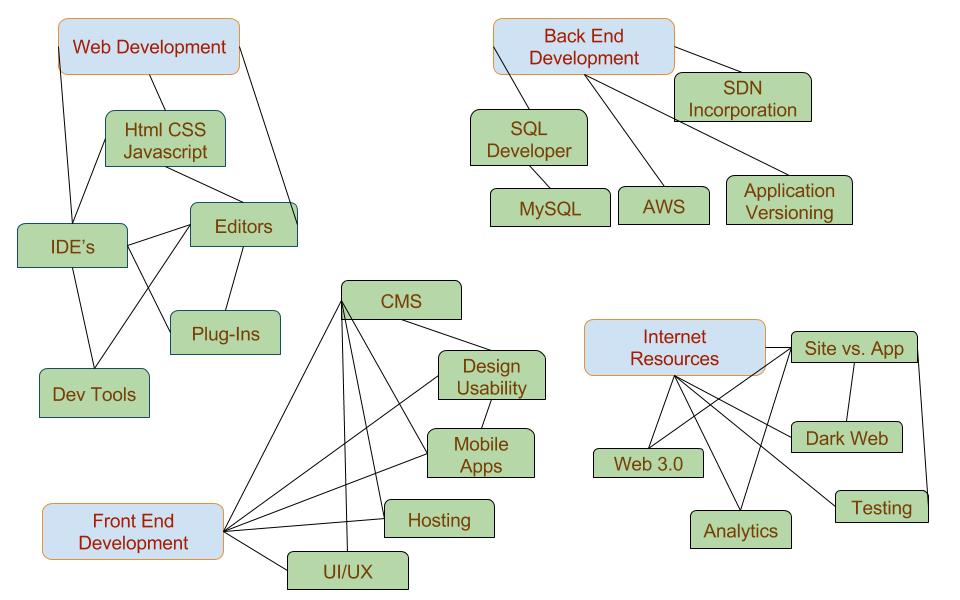 Web Development
Html CSS
Javascript
IDE's
Editors
Plug-Ins
Dev Tools
Back End
Development
SDN
Incorporation
SQL
Developer
MySQL
AWS
Application
Versioning
CMS
Design
Usability
Mobile
Apps
Hosting
UI/UX
Front End
Development
Internet
Resources
Site vs. App
Dark Web
Web 3.0
Testing
Analytics